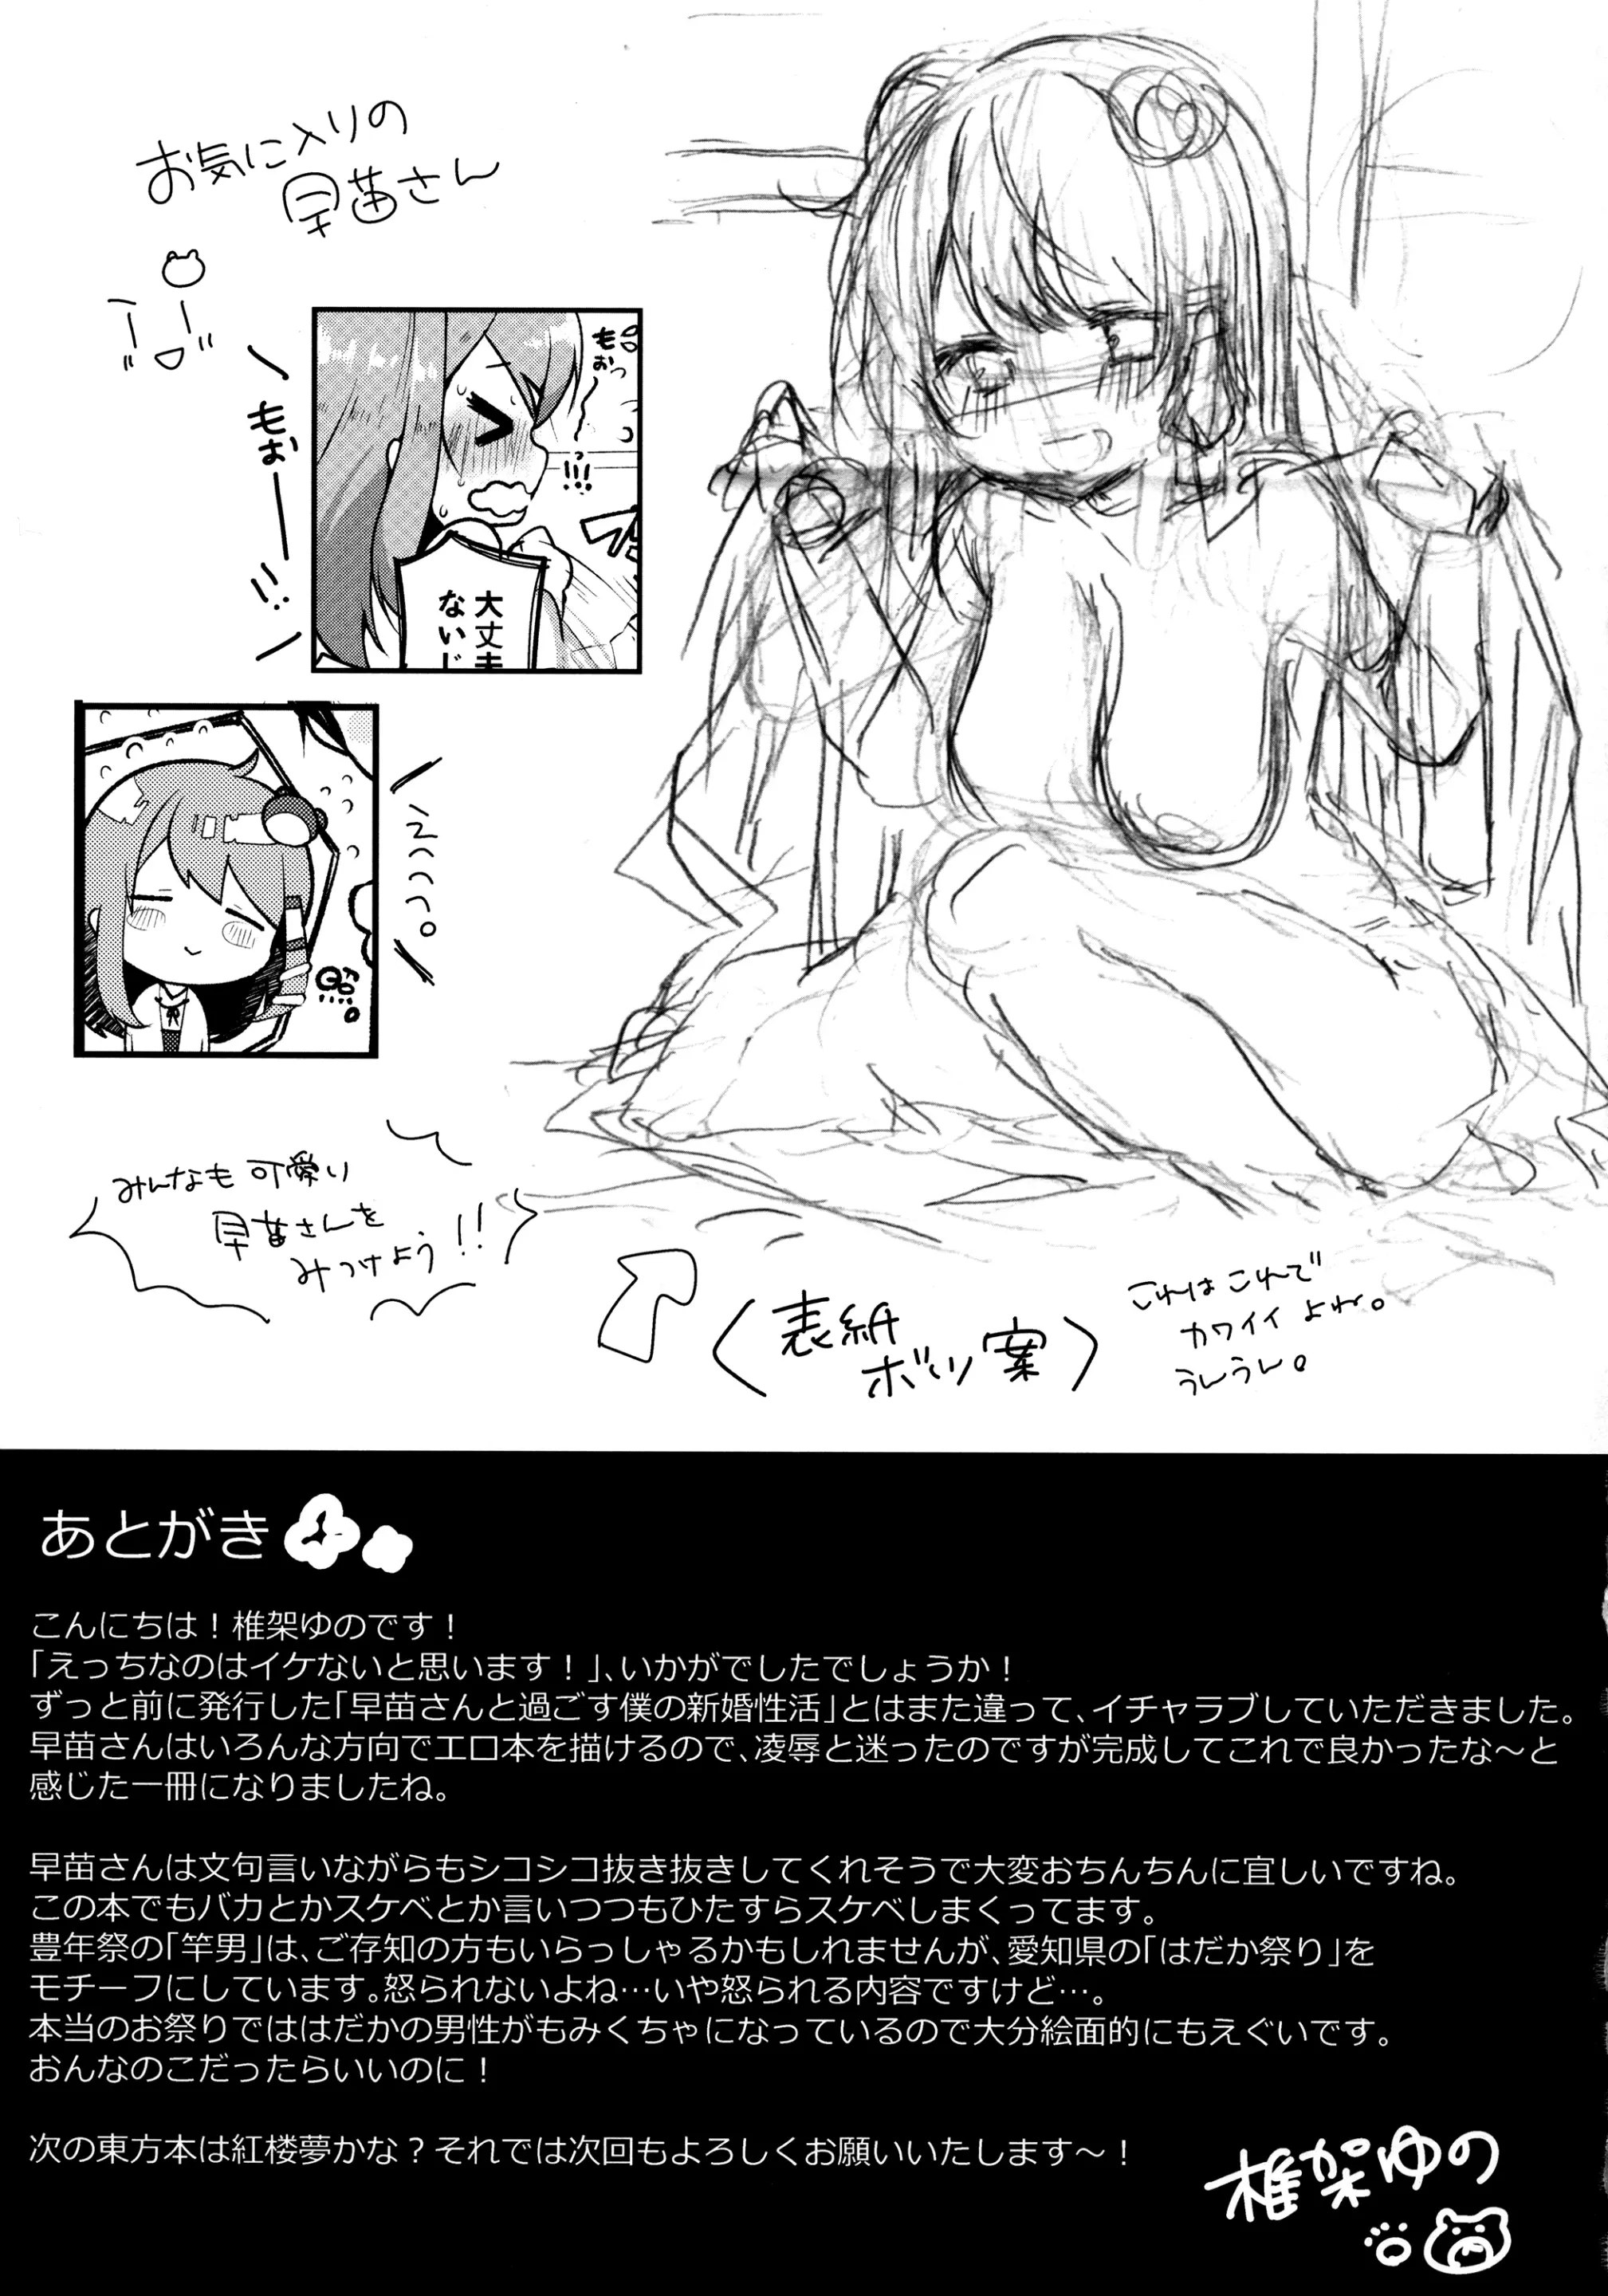 お気に入りの
早苗さん
もぉっ
〜っ
!!!
もぉーー!!
大丈夫
ないじ
みんなも可愛い
早苗さんを
みつけよう!!
〈表紙
ボツ案〉
これはこれで
カワイイよね。
うんうん。
あとがき
こんにちは！椎架ゆのです！
「えっちなのはイケないと思います！」、いかがでしたでしょうか！
ずっと前に発行した「早苗さんと過ごす僕の新婚性活」とはまた違って、イチャラブしていただきました。
早苗さんはいろんな方向でエロ本を描けるので、凌辱と迷ったのですが完成してこれで良かったな～と
感じた一冊になりましたね。
早苗さんは文句言いながらもシコシコ抜き抜きしてくれそうで大変おちんちんに宜しいですね。
この本でもバカとかスケベとか言いつつもひたすらスケベしまくってます。
豊年祭の「竿男」は、ご存知の方もいらっしゃるかもしれませんが、愛知県の「はだか祭り」を
モチーフにしています。怒られないよね…いや怒られる内容ですけど…。
本当のお祭りでははだかの男性がもみくちゃになっているので大分絵面的にもえぐいです。
おんなのこだったらいいのに！
次の東方本は紅楼夢かな？それでは次回もよろしくお願いいたします～！
椎架ゆの